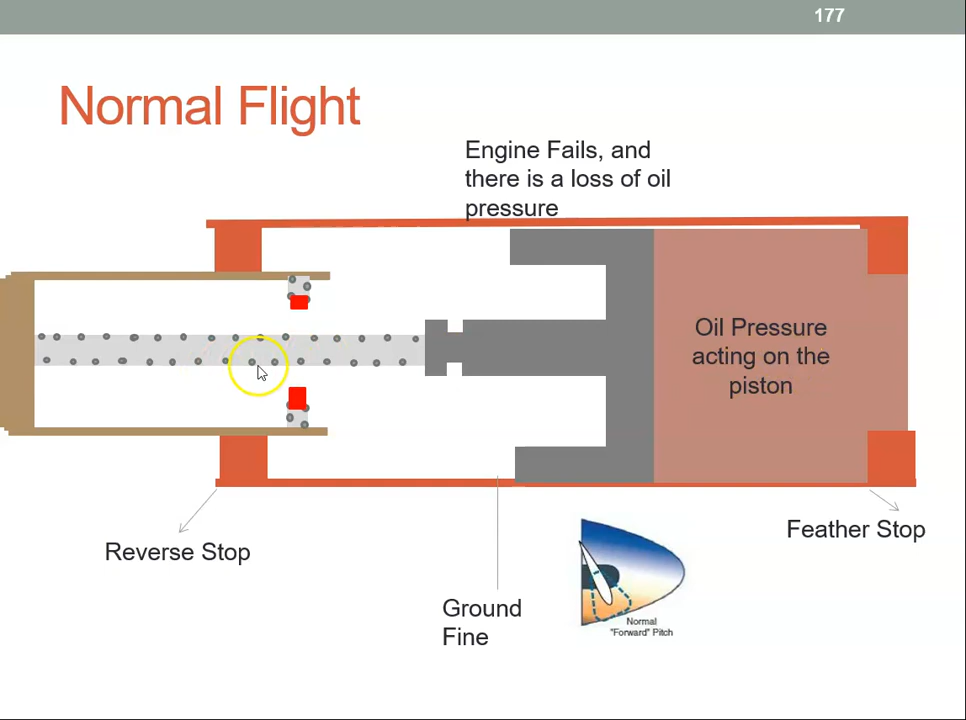 177
Normal Flight
Engine Fails, and
there is a loss of oil
pressure
Oil Pressure
acting on the
piston
Feather Stop
Reverse Stop
Ground
Fine
Normal
"Forward" Pitch